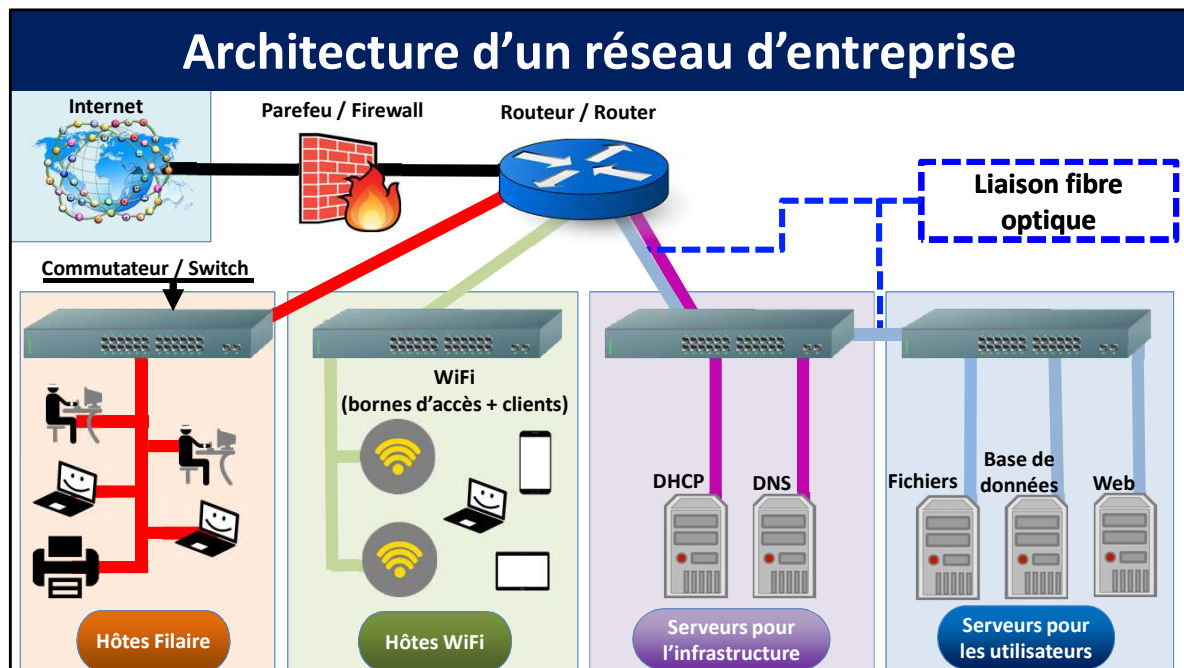 Architecture d’un réseau d’entreprise
Internet
Parefeu / Firewall
Routeur / Router
Liaison fibre
optique
Commutateur / Switch
WiFi
(bornes d’accès + clients)
DHCP
DNS
Fichiers
Base de
données
Web
Hôtes Filaire
Hôtes WiFi
Serveurs pour
l’infrastructure
Serveurs pour
les utilisateurs